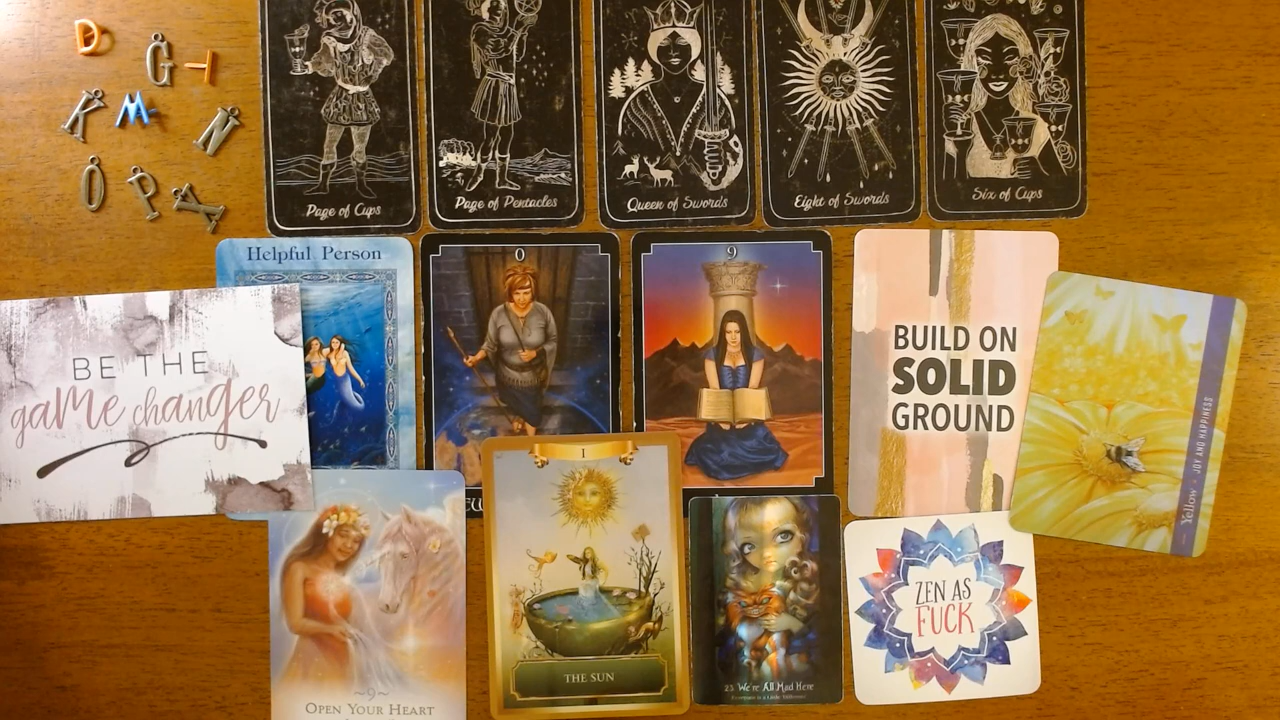 D
G
T
K
M
N
O
P
X
Page of Cups
Page of Pentacles
Queen of Swords
Eight of Swords
Six of Cups
Helpful Person
0
9
BE THE
game changer
BUILD ON
SOLID
GROUND
Yellow - JOY AND HAPPINESS
I
THE SUN
~9~
OPEN YOUR HEART
23 We're All Mad Here
ZEN AS
FUCK